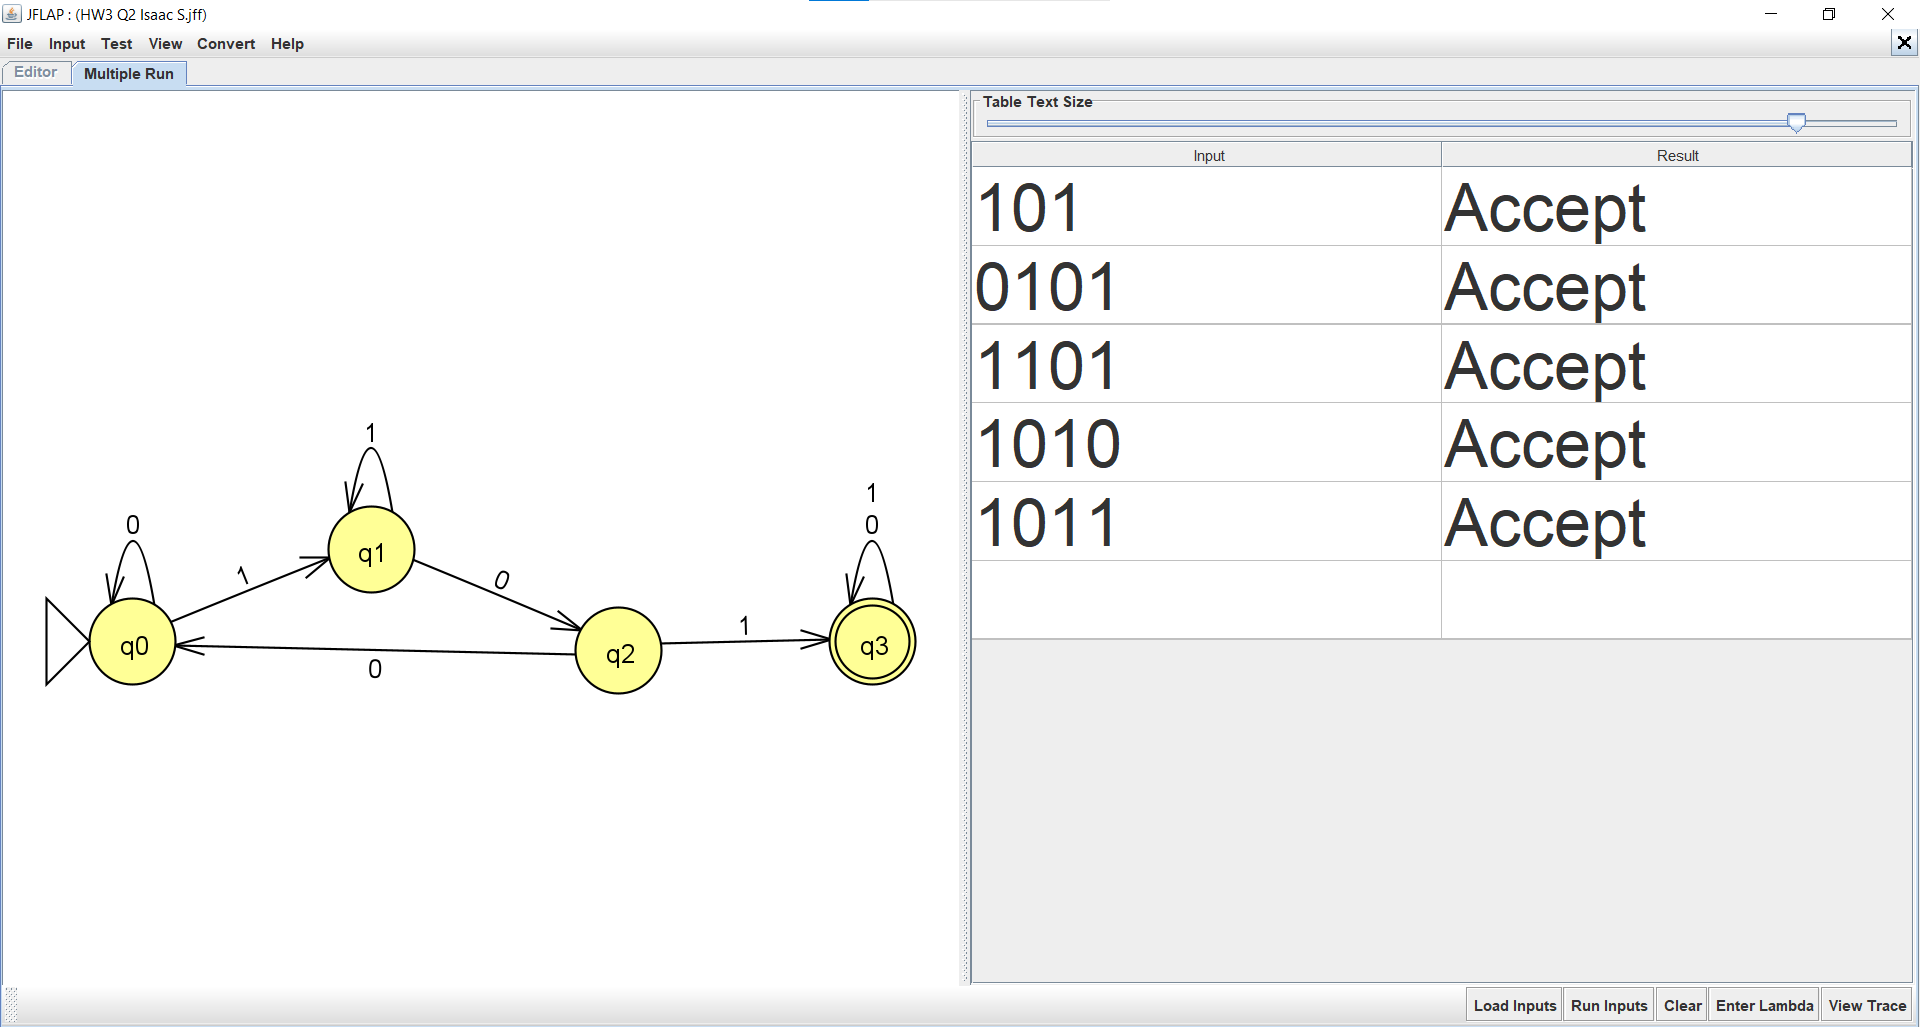 JFLAP : (HW3 Q2 Isaac S.jff)
File Input Test View Convert Help
Editor Multiple Run
Table Text Size
Input Result
101 Accept
0101 Accept
1101 Accept
1010 Accept
1011 Accept
1
1
0
0
1
0
q1
1
q0
0
q2
1
q3
0
Load Inputs Run Inputs Clear Enter Lambda View Trace